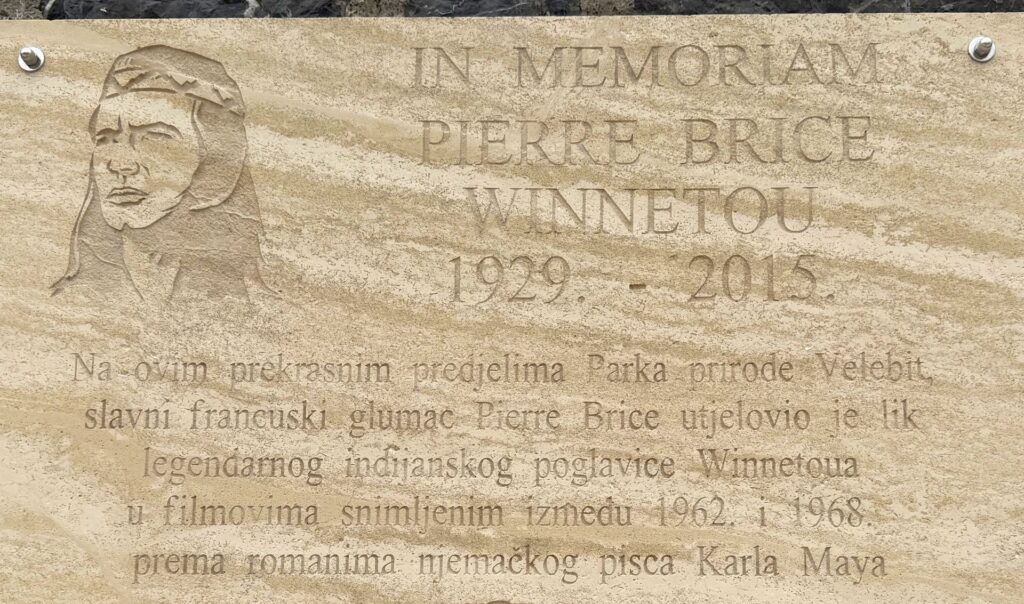 IN MEMORIAM
PIERRE BRICE
WINNETOU
1929. - 2015.
Na ovim prekrasnim predjelima Parka prirode Velebit,
slavni francuski glumac Pierre Brice utjelovio je lik
legendarnog indijanskog poglavice Winnetoua
u filmovima snimljenim između 1962. i 1968.
prema romanima njemačkog pisca Karla Maya